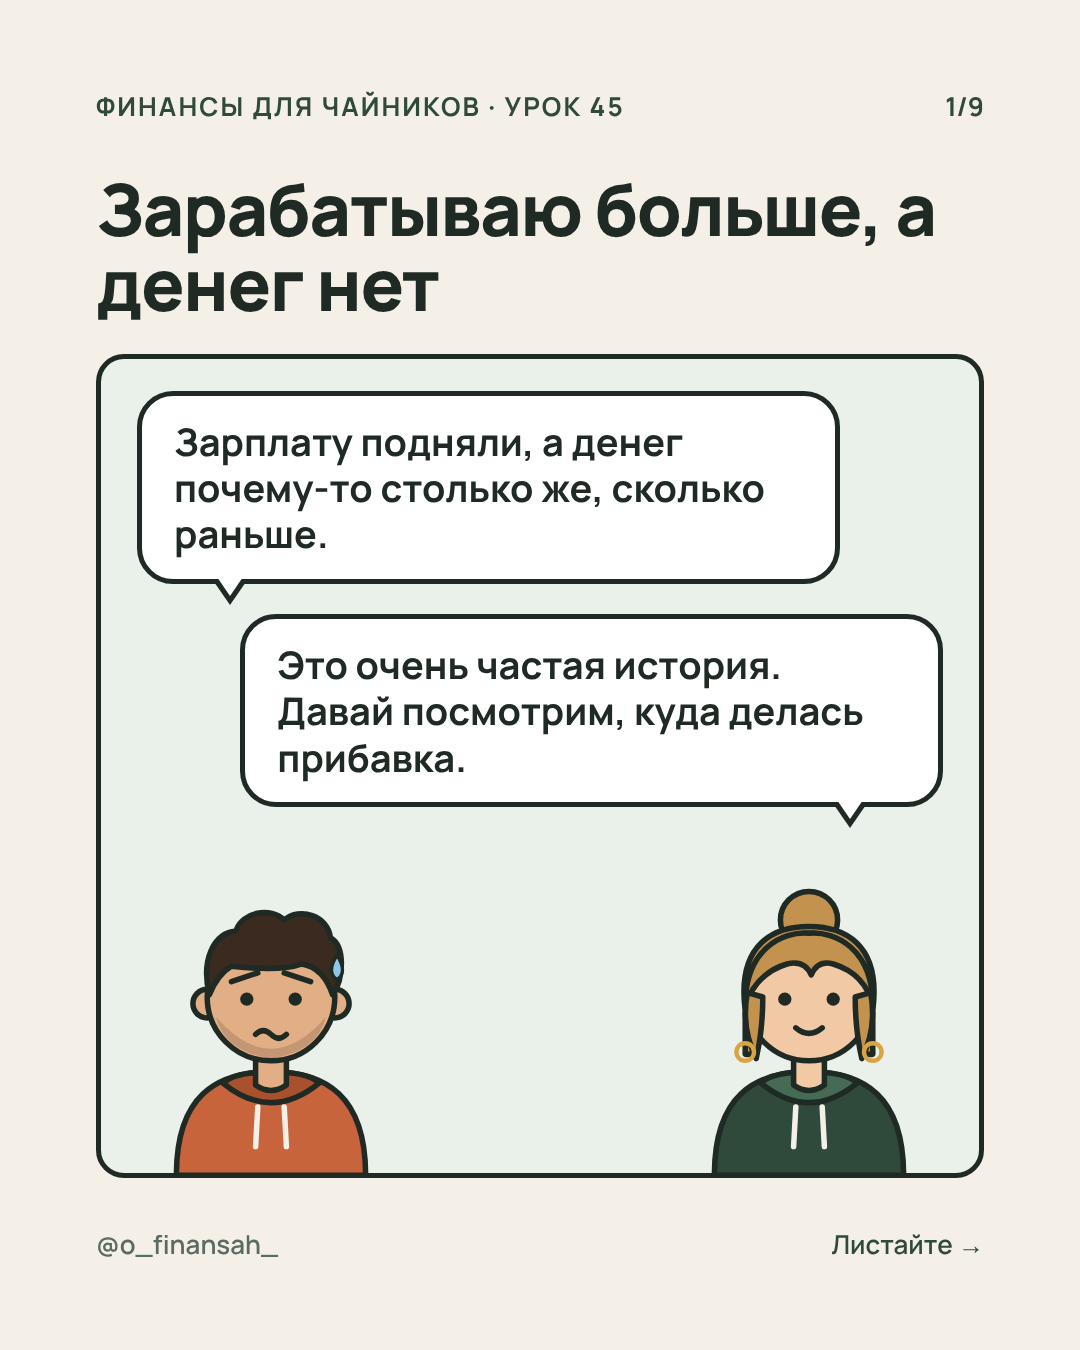 ФИНАНСЫ ДЛЯ ЧАЙНИКОВ · УРОК 45
1/9
Зарабатываю больше, а
денег нет
Зарплату подняли, а денег
почему-то столько же, сколько
раньше.
Это очень частая история.
Давай посмотрим, куда делась
прибавка.
@o_finansah_
Листайте →